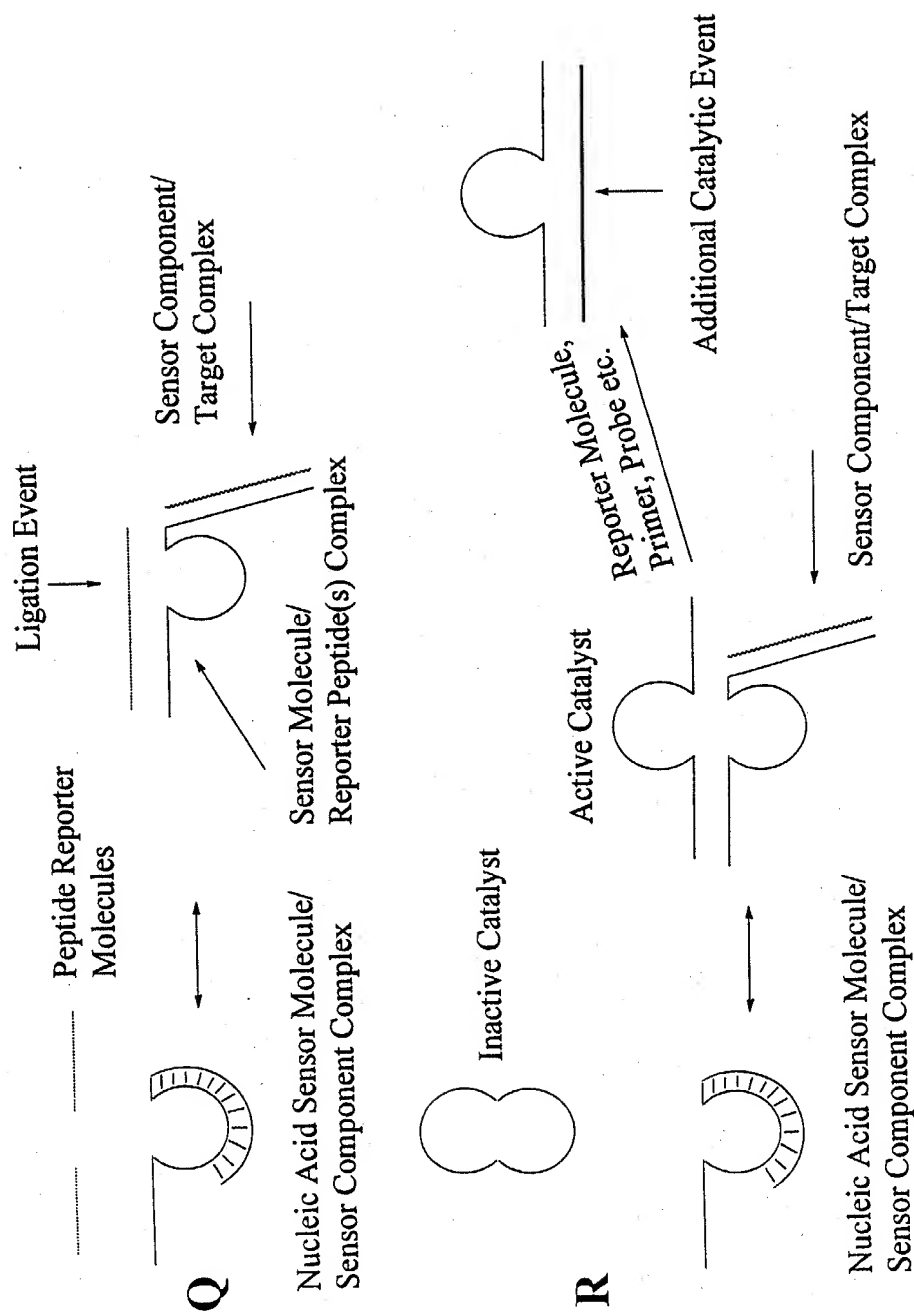 Q
Peptide Reporter
Molecules
Ligation Event
Nucleic Acid Sensor Molecule/
Sensor Component Complex
Sensor Molecule/
Reporter Peptide(s) Complex
Sensor Component/
Target Complex
R
Inactive Catalyst
Active Catalyst
Reporter Molecule,
Primer, Probe etc.
Additional Catalytic Event
Nucleic Acid Sensor Molecule/
Sensor Component Complex
Sensor Component/Target Complex